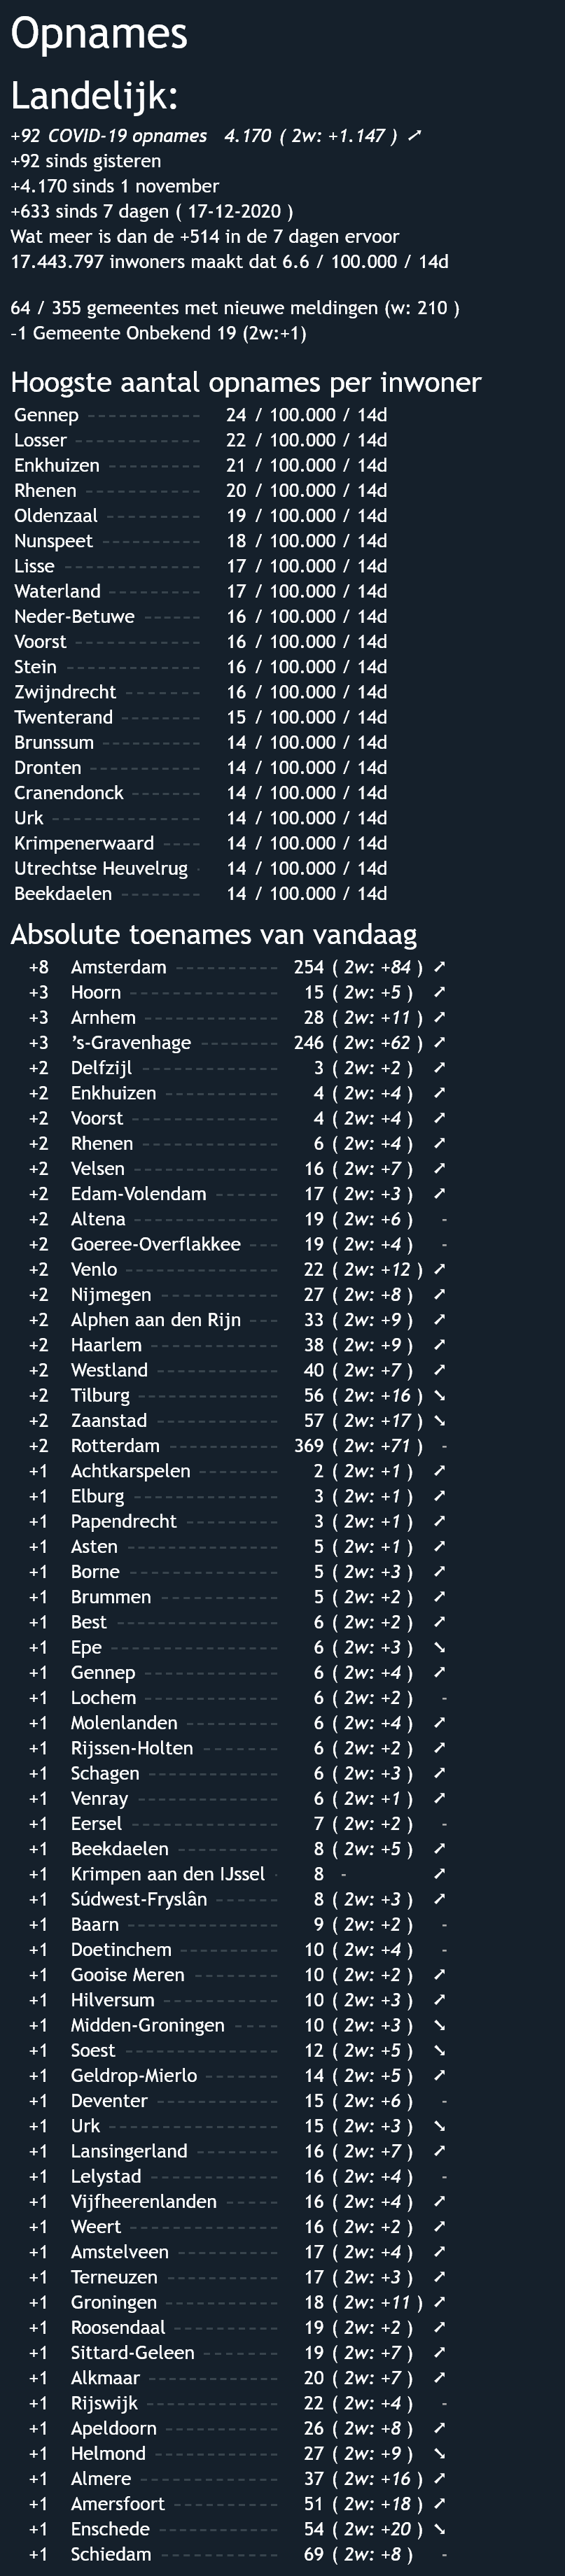 Opnames
Landelijk:
+92 COVID-19 opnames 4.170 ( 2w: +1.147 ) ➚
+92 sinds gisteren
+4.170 sinds 1 november
+633 sinds 7 dagen ( 17-12-2020 )
Wat meer is dan de +514 in de 7 dagen ervoor
17.443.797 inwoners maakt dat 6.6 / 100.000 / 14d
64 / 355 gemeentes met nieuwe meldingen (w: 210 )
-1 Gemeente Onbekend 19 (2w:+1)
Hoogste aantal opnames per inwoner
Gennep ----------- 24 / 100.000 / 14d
Losser ------------ 22 / 100.000 / 14d
Enkhuizen --------- 21 / 100.000 / 14d
Rhenen ----------- 20 / 100.000 / 14d
Oldenzaal --------- 19 / 100.000 / 14d
Nunspeet ---------- 18 / 100.000 / 14d
Lisse ------------- 17 / 100.000 / 14d
Waterland --------- 17 / 100.000 / 14d
Neder-Betuwe ------ 16 / 100.000 / 14d
Voorst ------------ 16 / 100.000 / 14d
Stein ------------- 16 / 100.000 / 14d
Zwijndrecht ------- 16 / 100.000 / 14d
Twenterand -------- 15 / 100.000 / 14d
Brunssum ---------- 14 / 100.000 / 14d
Dronten ----------- 14 / 100.000 / 14d
Cranendonck ------- 14 / 100.000 / 14d
Urk -------------- 14 / 100.000 / 14d
Krimpenerwaard ---- 14 / 100.000 / 14d
Utrechtse Heuvelrug - 14 / 100.000 / 14d
Beekdaelen -------- 14 / 100.000 / 14d
Absolute toenames van vandaag
+8 Amsterdam ---------- 254 ( 2w: +84 ) ➚
+3 Hoorn -------------- 15 ( 2w: +5 ) ➚
+3 Arnhem ------------- 28 ( 2w: +11 ) ➚
+3 's-Gravenhage ------- 246 ( 2w: +62 ) ➚
+2 Delfzijl ------------- 3 ( 2w: +2 ) ➚
+2 Enkhuizen ----------- 4 ( 2w: +4 ) ➚
+2 Voorst -------------- 4 ( 2w: +4 ) ➚
+2 Rhenen ------------- 6 ( 2w: +4 ) ➚
+2 Velsen -------------- 16 ( 2w: +7 ) ➚
+2 Edam-Volendam ------ 17 ( 2w: +3 ) ➚
+2 Altena -------------- 19 ( 2w: +6 ) -
+2 Goeree-Overflakkee --- 19 ( 2w: +4 ) -
+2 Venlo --------------- 22 ( 2w: +12 ) ➚
+2 Nijmegen ----------- 27 ( 2w: +8 ) ➚
+2 Alphen aan den Rijn --- 33 ( 2w: +9 ) ➚
+2 Haarlem ------------ 38 ( 2w: +9 ) ➚
+2 Westland ------------ 40 ( 2w: +7 ) ➚
+2 Tilburg ------------- 56 ( 2w: +16 ) ➘
+2 Zaanstad ------------ 57 ( 2w: +17 ) ➘
+2 Rotterdam ---------- 369 ( 2w: +71 ) -
+1 Achtkarspelen -------- 2 ( 2w: +1 ) ➚
+1 Elburg -------------- 3 ( 2w: +1 ) ➚
+1 Papendrecht --------- 3 ( 2w: +1 ) ➚
+1 Asten --------------- 5 ( 2w: +1 ) ➚
+1 Borne -------------- 5 ( 2w: +3 ) ➚
+1 Brummen ----------- 5 ( 2w: +2 ) ➚
+1 Best ---------------- 6 ( 2w: +2 ) ➚
+1 Epe ---------------- 6 ( 2w: +3 ) ➘
+1 Gennep ------------- 6 ( 2w: +4 ) ➚
+1 Lochem ------------- 6 ( 2w: +2 ) -
+1 Molenlanden --------- 6 ( 2w: +4 ) ➚
+1 Rijssen-Holten ------- 6 ( 2w: +2 ) ➚
+1 Schagen ------------ 6 ( 2w: +3 ) ➚
+1 Venray -------------- 6 ( 2w: +1 ) ➚
+1 Eersel -------------- 7 ( 2w: +2 ) -
+1 Beekdaelen ---------- 8 ( 2w: +5 ) ➚
+1 Krimpen aan den IJssel - 8 - ➚
+1 Súdwest-Fryslân ------ 8 ( 2w: +3 ) ➚
+1 Baarn -------------- 9 ( 2w: +2 ) -
+1 Doetinchem --------- 10 ( 2w: +4 ) -
+1 Gooise Meren -------- 10 ( 2w: +2 ) ➚
+1 Hilversum ----------- 10 ( 2w: +3 ) ➚
+1 Midden-Groningen ---- 10 ( 2w: +3 ) ➘
+1 Soest --------------- 12 ( 2w: +5 ) ➘
+1 Geldrop-Mierlo ------- 14 ( 2w: +5 ) ➚
+1 Deventer ------------ 15 ( 2w: +6 ) -
+1 Urk ---------------- 15 ( 2w: +3 ) ➘
+1 Lansingerland -------- 16 ( 2w: +7 ) ➚
+1 Lelystad ------------ 16 ( 2w: +4 ) -
+1 Vijfheerenlanden ----- 16 ( 2w: +4 ) ➚
+1 Weert -------------- 16 ( 2w: +2 ) ➚
+1 Amstelveen ---------- 17 ( 2w: +4 ) ➚
+1 Terneuzen ----------- 17 ( 2w: +3 ) ➚
+1 Groningen ----------- 18 ( 2w: +11 ) ➚
+1 Roosendaal ---------- 19 ( 2w: +2 ) ➚
+1 Sittard-Geleen ------- 19 ( 2w: +7 ) ➚
+1 Alkmaar ------------ 20 ( 2w: +7 ) ➚
+1 Rijswijk ------------ 22 ( 2w: +4 ) -
+1 Apeldoorn ----------- 26 ( 2w: +8 ) ➚
+1 Helmond ------------ 27 ( 2w: +9 ) ➘
+1 Almere ------------- 37 ( 2w: +16 ) ➚
+1 Amersfoort ---------- 51 ( 2w: +18 ) ➚
+1 Enschede ----------- 54 ( 2w: +20 ) ➘
+1 Schiedam ----------- 69 ( 2w: +8 ) -